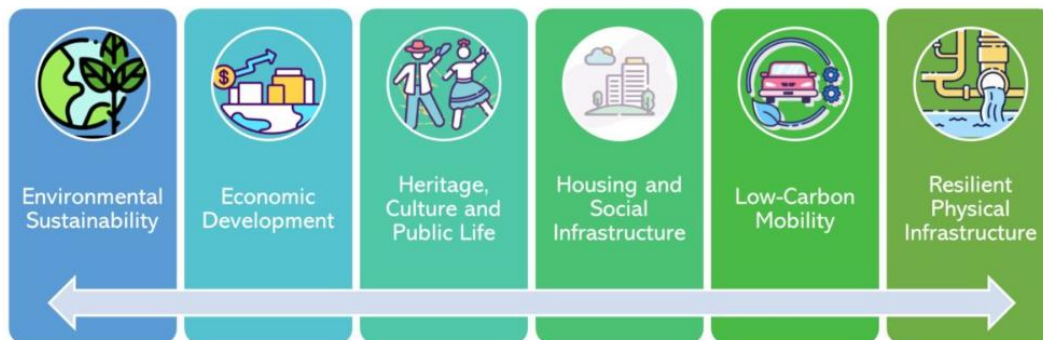 Environmental
Sustainability
Economic
Development
Heritage,
Culture and
Public Life
Housing and
Social
Infrastructure
Low-Carbon
Mobility
Resilient
Physical
Infrastructure
$